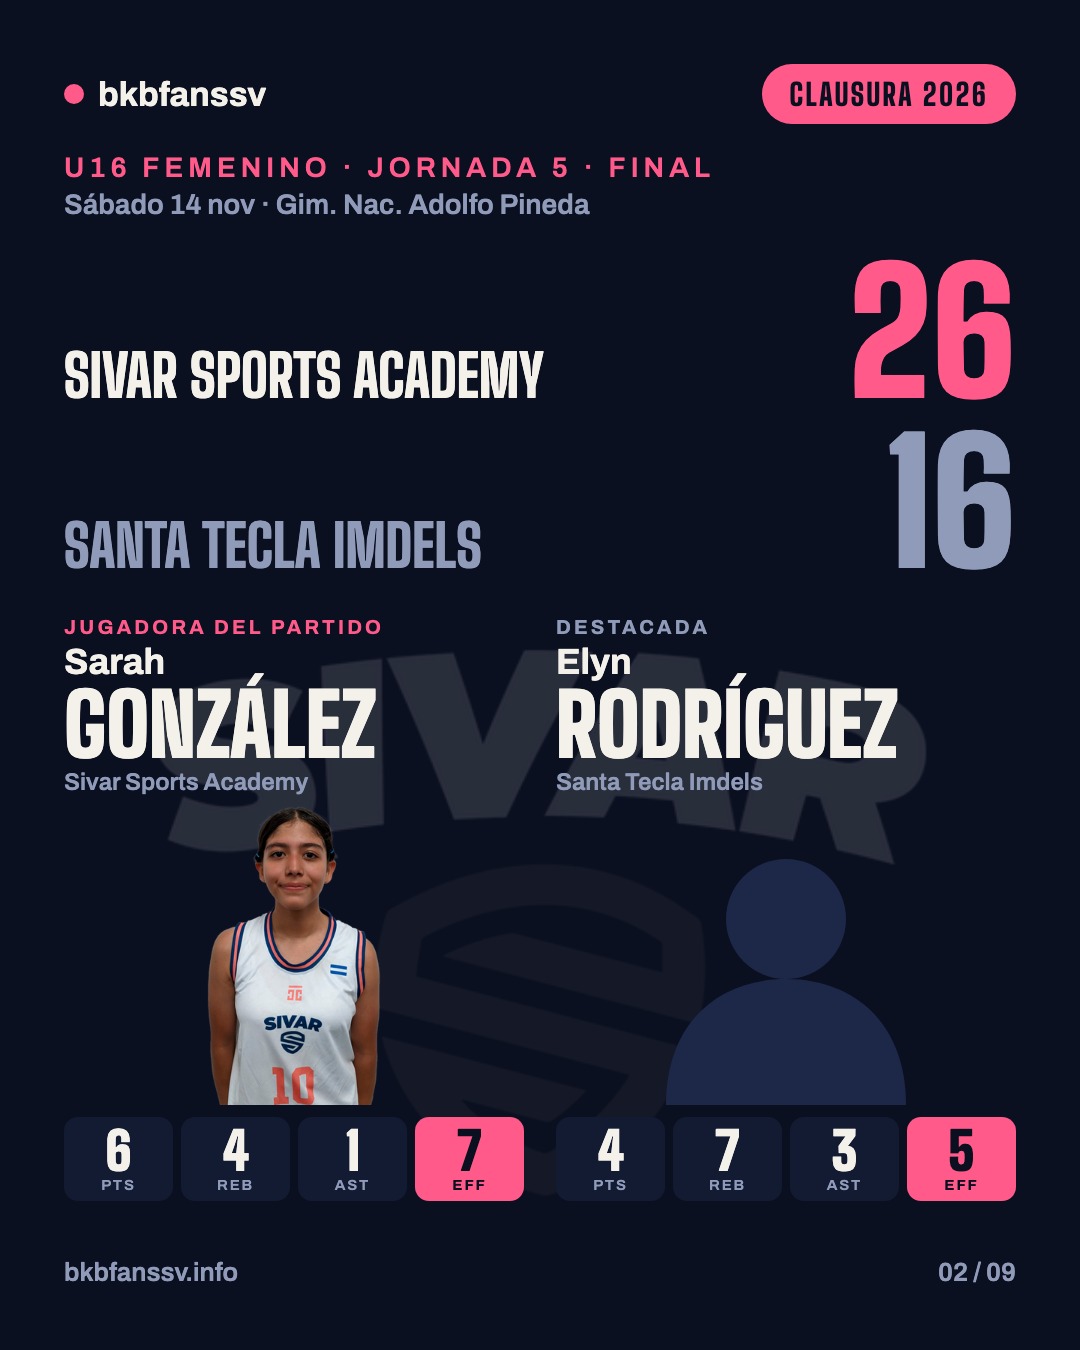 bkbfanssv
CLAUSURA 2026
U16 FEMENINO · JORNADA 5 · FINAL
Sábado 14 nov · Gim. Nac. Adolfo Pineda
26
SIVAR SPORTS ACADEMY
16
SANTA TECLA IMDELS
JUGADORA DEL PARTIDO
Sarah
GONZÁLEZ
Sivar Sports Academy
DESTACADA
Elyn
RODRÍGUEZ
Santa Tecla Imdels
SIVAR
SIVAR
10
6 4 1 7
PTS REB AST EFF
4 7 3 5
PTS REB AST EFF
bkbfanssv.info
02 / 09